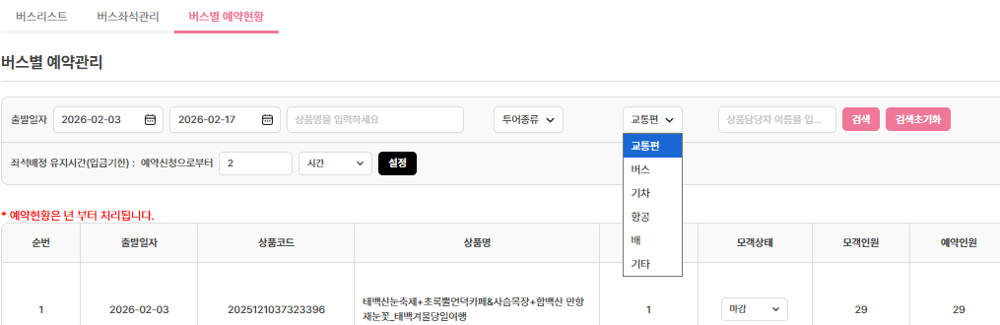 버스리스트 버스좌석관리 버스별 예약현황
버스별 예약관리
출발일자 2026-02-03 2026-02-17 상품명을 입력하세요 투어종류 교통편 상품담당자 이름을 입... 검색 검색초기화
교통편
좌석배정 유지시간(입금기한) : 예약신청으로부터 2 시간 설정
버스
기차
항공
배
기타
* 예약현황은 년 부터 처리됩니다.
순번 출발일자 상품코드 상품명 모객상태 모객인원 예약인원
1 2026-02-03 2025121037323396 태백산눈축제+초록뿔언덕카페&사슴목장+함백산 만항
재눈꽃_태백겨울당일여행 1 마감 29 29